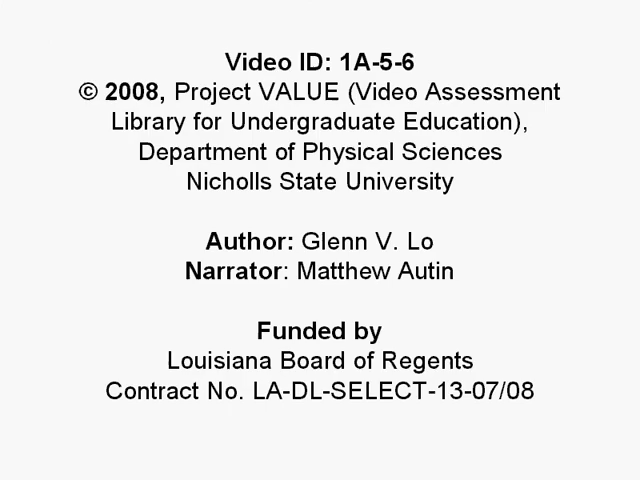 Video ID: 1A-5-6
© 2008, Project VALUE (Video Assessment
Library for Undergraduate Education),
Department of Physical Sciences
Nicholls State University
Author: Glenn V. Lo
Narrator: Matthew Autin
Funded by
Louisiana Board of Regents
Contract No. LA-DL-SELECT-13-07/08